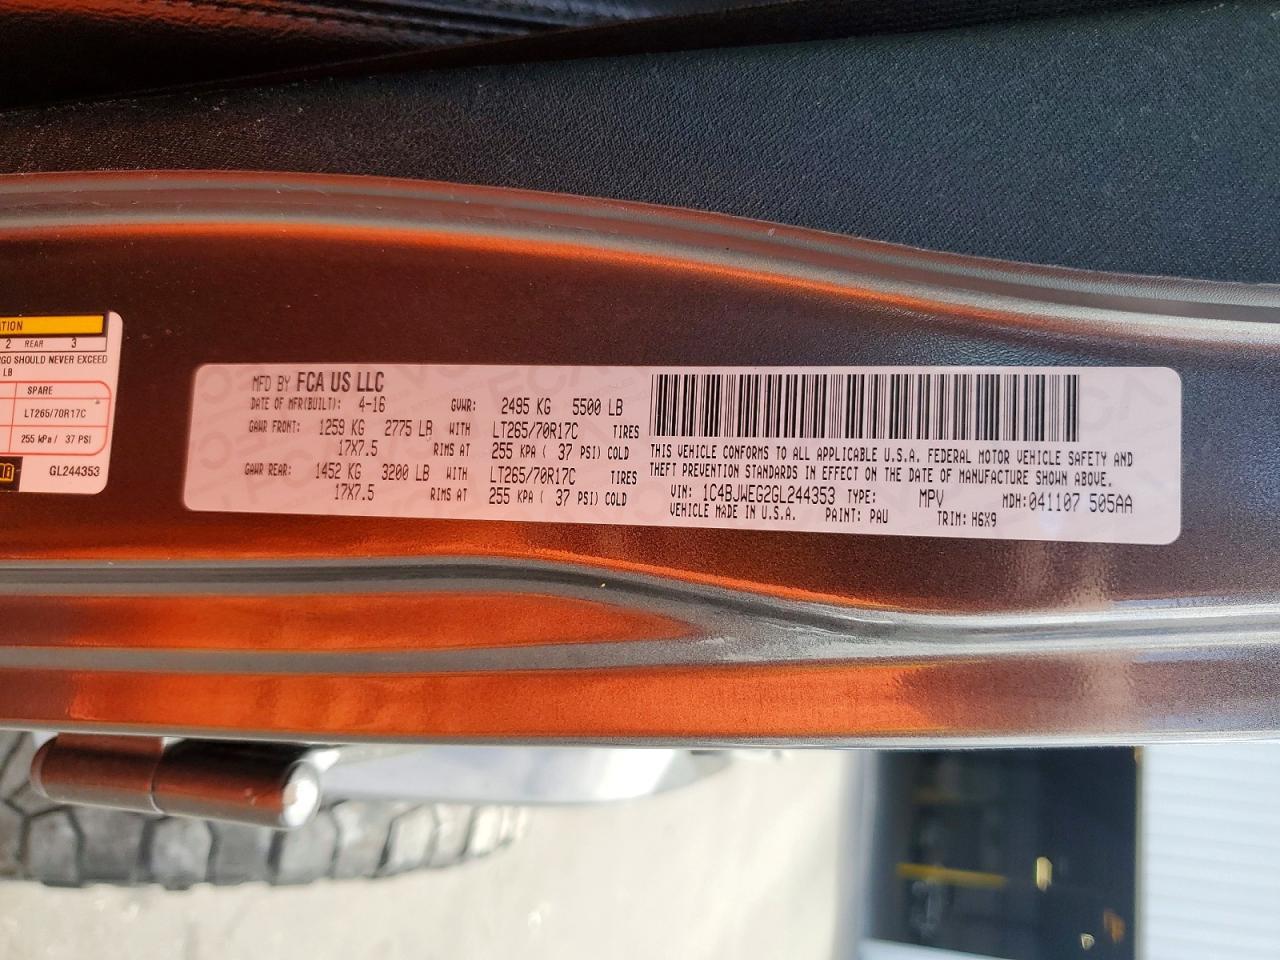 ATION
2 REAR 3
RGO SHOULD NEVER EXCEED
LB
SPARE
LT265/70R17C
255 kPa / 37 PSI
GL244353
MFD BY FCA US LLC
DATE OF MFR(BUILT): 4-16 GVWR: 2495 KG 5500 LB
GAWR FRONT: 1259 KG 2775 LB WITH LT265/70R17C TIRES
17X7.5 RIMS AT 255 KPA ( 37 PSI) COLD
GAWR REAR: 1452 KG 3200 LB WITH LT265/70R17C TIRES
17X7.5 RIMS AT 255 KPA ( 37 PSI) COLD
THIS VEHICLE CONFORMS TO ALL APPLICABLE U.S.A. FEDERAL MOTOR VEHICLE SAFETY AND
THEFT PREVENTION STANDARDS IN EFFECT ON THE DATE OF MANUFACTURE SHOWN ABOVE.
VIN: 1C4BJWEG2GL244353 TYPE: MPV MDH:041107 505AA
VEHICLE MADE IN U.S.A. PAINT: PAU TRIM: H6X9